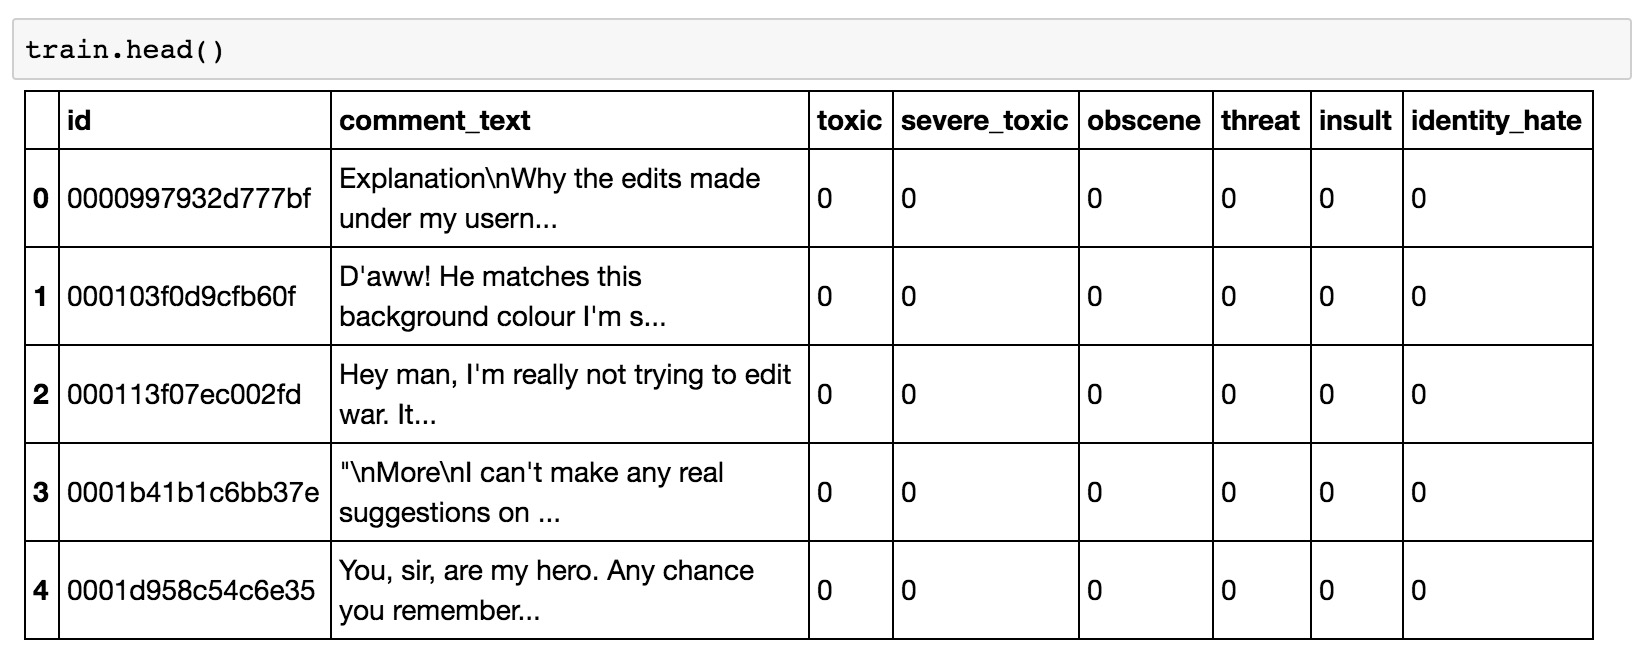 train.head()
id comment_text toxic severe_toxic obscene threat insult identity_hate
0 0000997932d777bf Explanation\nWhy the edits made 0 0 0 0 0 0
under my usern...
1 000103f0d9cfb60f D'aww! He matches this 0 0 0 0 0 0
background colour I'm s...
2 000113f07ec002fd Hey man, I'm really not trying to edit 0 0 0 0 0 0
war. It...
3 0001b41b1c6bb37e "\nMore\nI can't make any real 0 0 0 0 0 0
suggestions on ...
4 0001d958c54c6e35 You, sir, are my hero. Any chance 0 0 0 0 0 0
you remember...